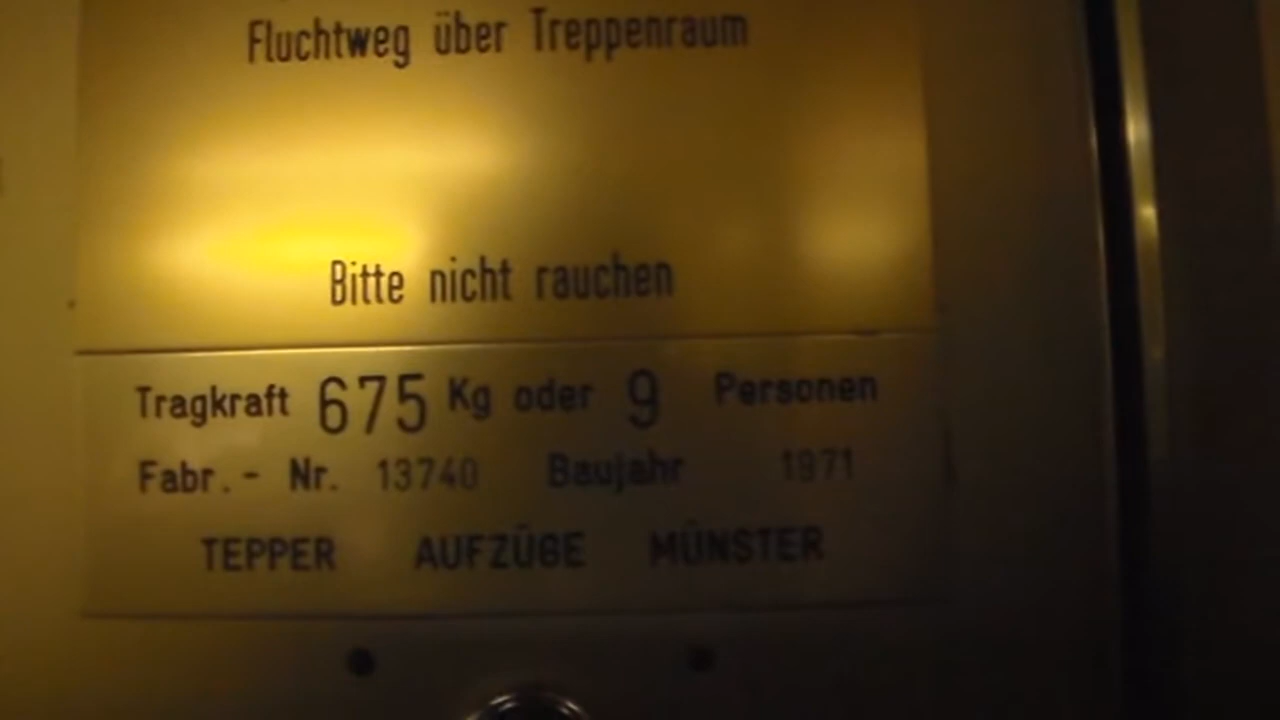 Fluchtweg über Treppenraum
Bitte nicht rauchen
Tragkraft 675 Kg oder 9 Personen
Fabr.- Nr. 13740 Baujahr 1971
TEPPER AUFZÜGE MÜNSTER